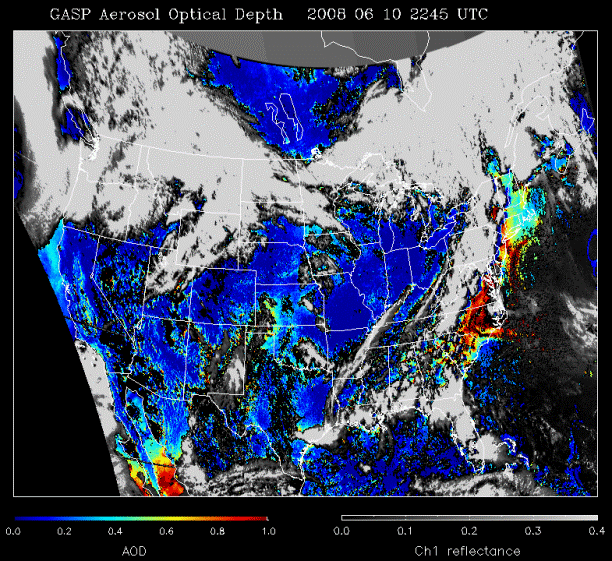 GASP Aerosol Optical Depth 2008 06 10 2245 UTC
0.0 0.2 0.4 0.6 0.8 1.0
AOD
0.0 0.1 0.2 0.3 0.4
Ch1 reflectance